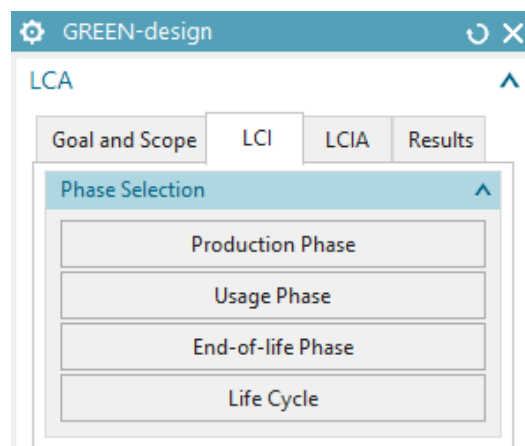 GREEN-design
LCA
Goal and Scope LCI LCIA Results
Phase Selection
Production Phase
Usage Phase
End-of-life Phase
Life Cycle